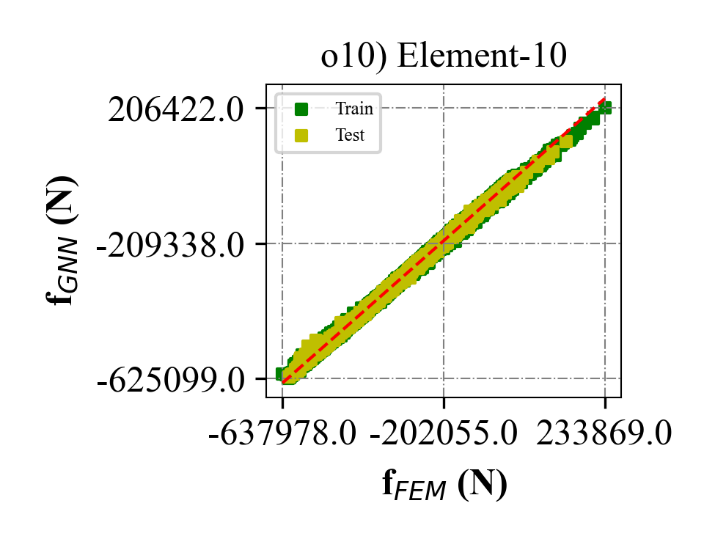 o10) Element-10
206422.0
-209338.0
-625099.0
f_GNN (N)
Train
Test
-637978.0 -202055.0 233869.0
f_FEM (N)